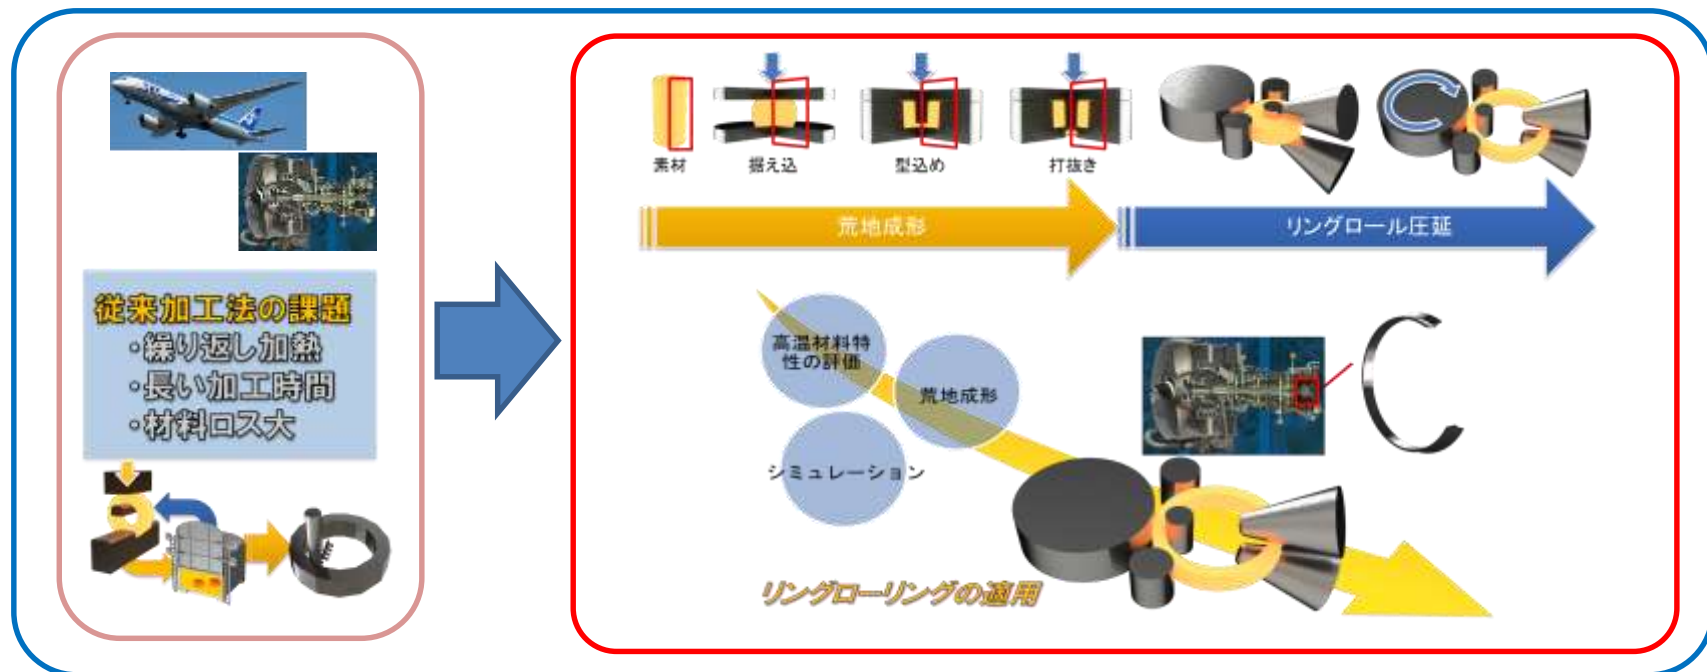 従来加工法の課題
・繰り返し加熱
・長い加工時間
・材料ロス大
素材
据え込
型込め
打抜き
荒地成形
リングロール圧延
高温材料特
性の評価
荒地成形
シミュレーション
リングローリングの適用